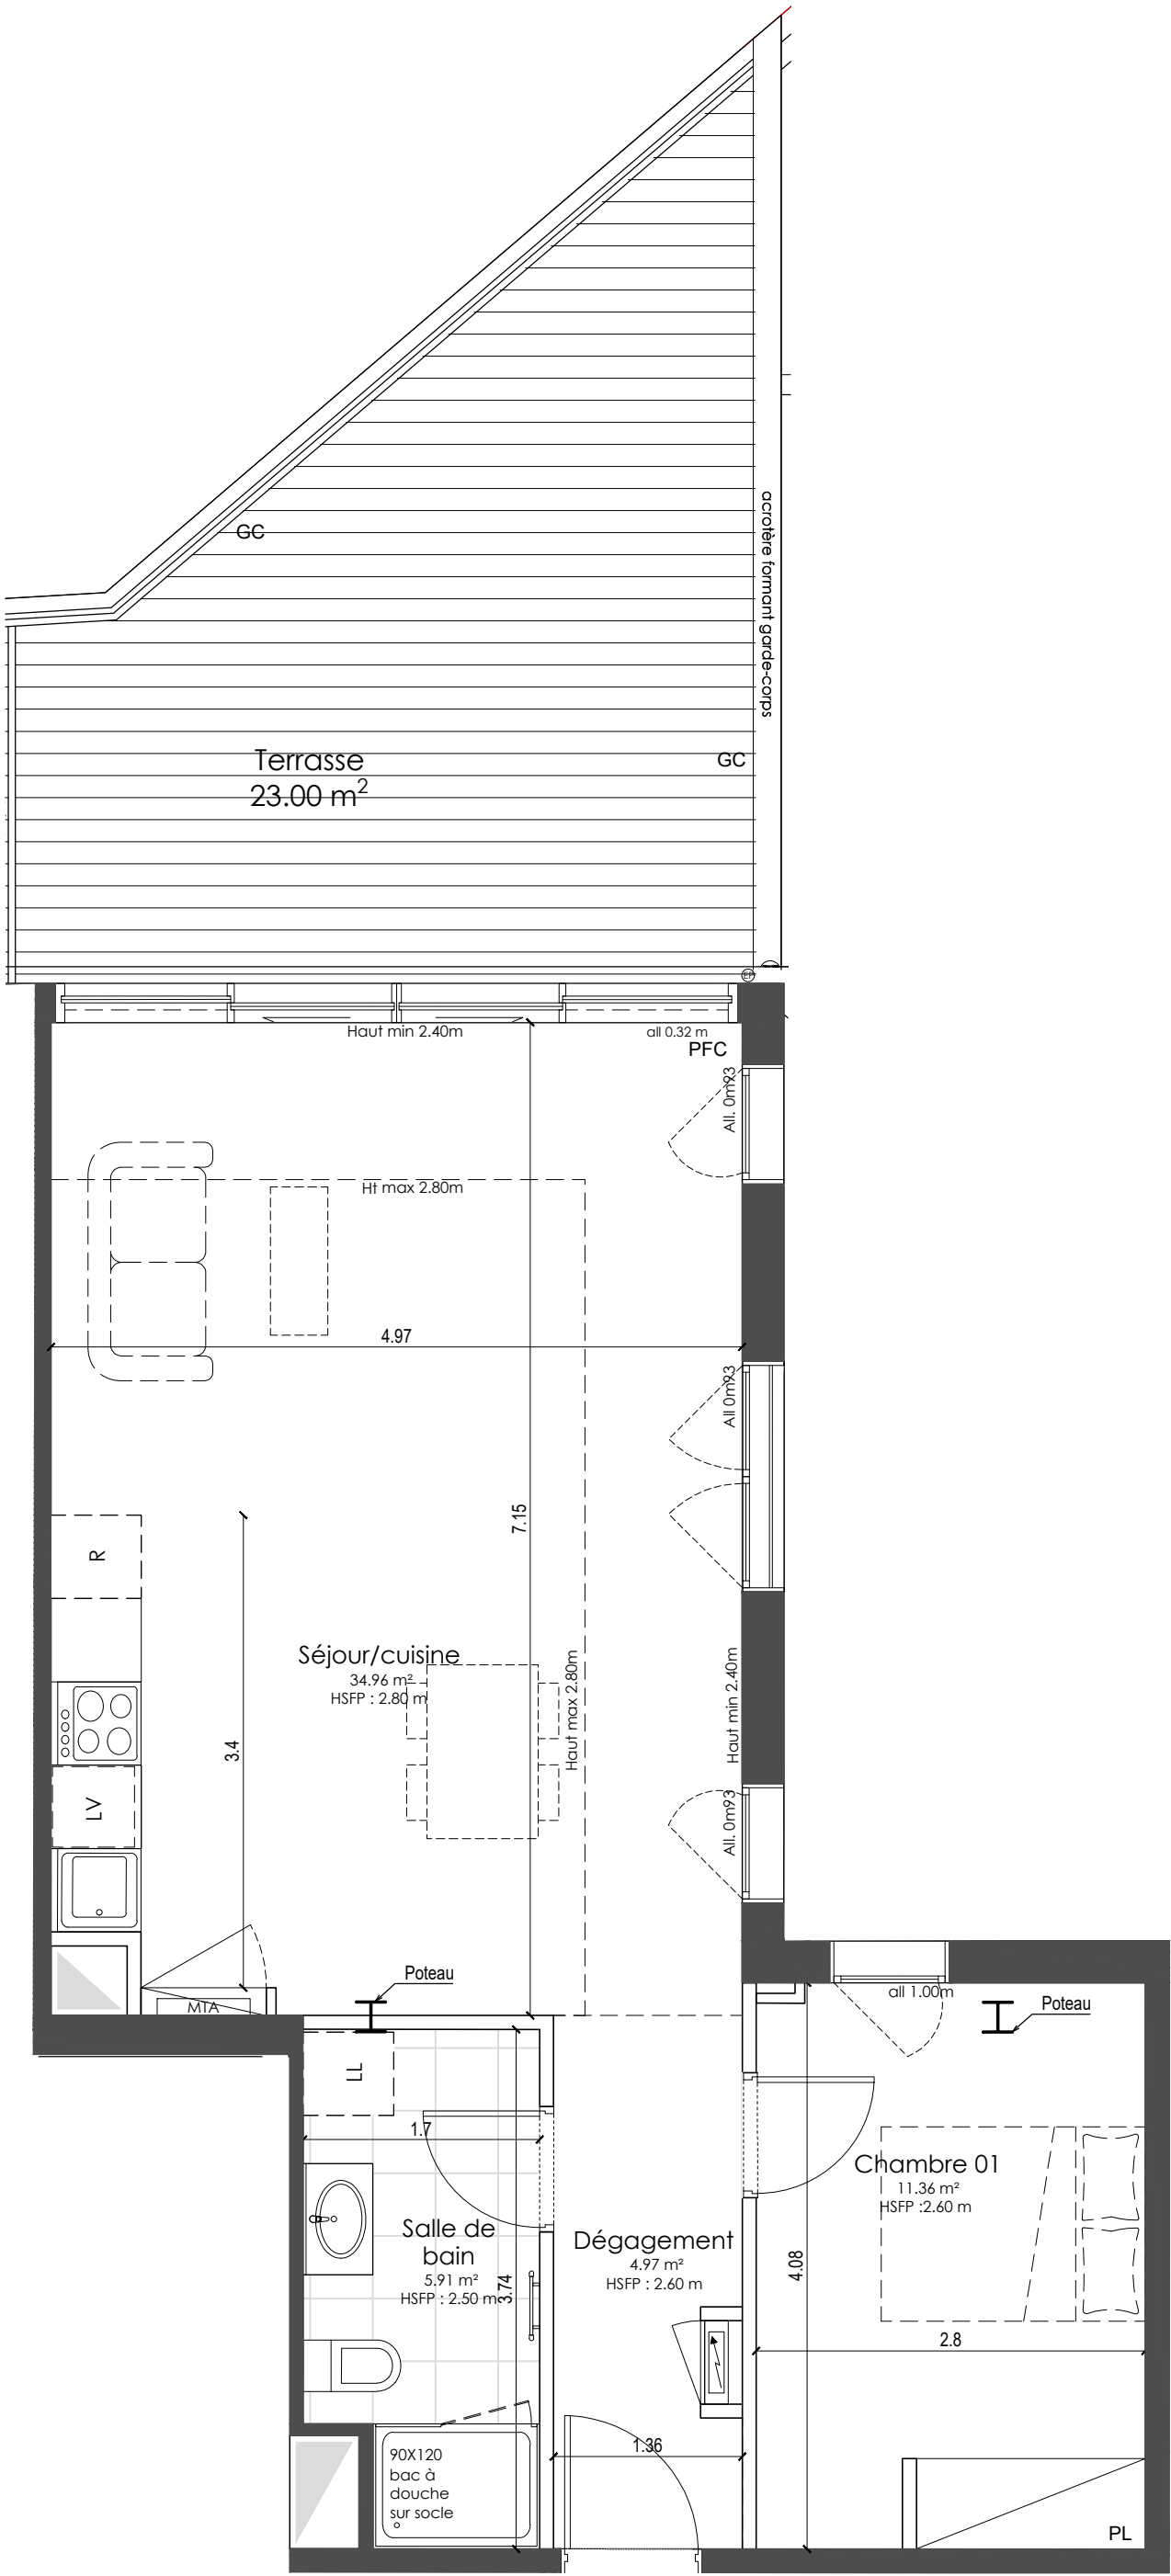 GC
acrotère formant garde-corps
Terrasse
GC
23.00 m²
EP
Haut min 2.40m
all 0.32 m
PFC
All. 0m93
Ht max 2.80m
4.97
All 0m93
7.15
R
Séjour/cuisine
34.96 m²
HSFP : 2.80 m
Haut max 2.80m
Haut min 2.40m
3.4
LV
All. 0m93
Poteau
MTA
all 1.00m
Poteau
LL
1.7
Chambre 01
11.36 m²
HSFP :2.60 m
Salle de
bain
5.91 m²
HSFP : 2.50 m
3.74
Dégagement
4.97 m²
HSFP : 2.60 m
4.08
2.8
1.36
90X120
bac à
douche
sur socle
PL